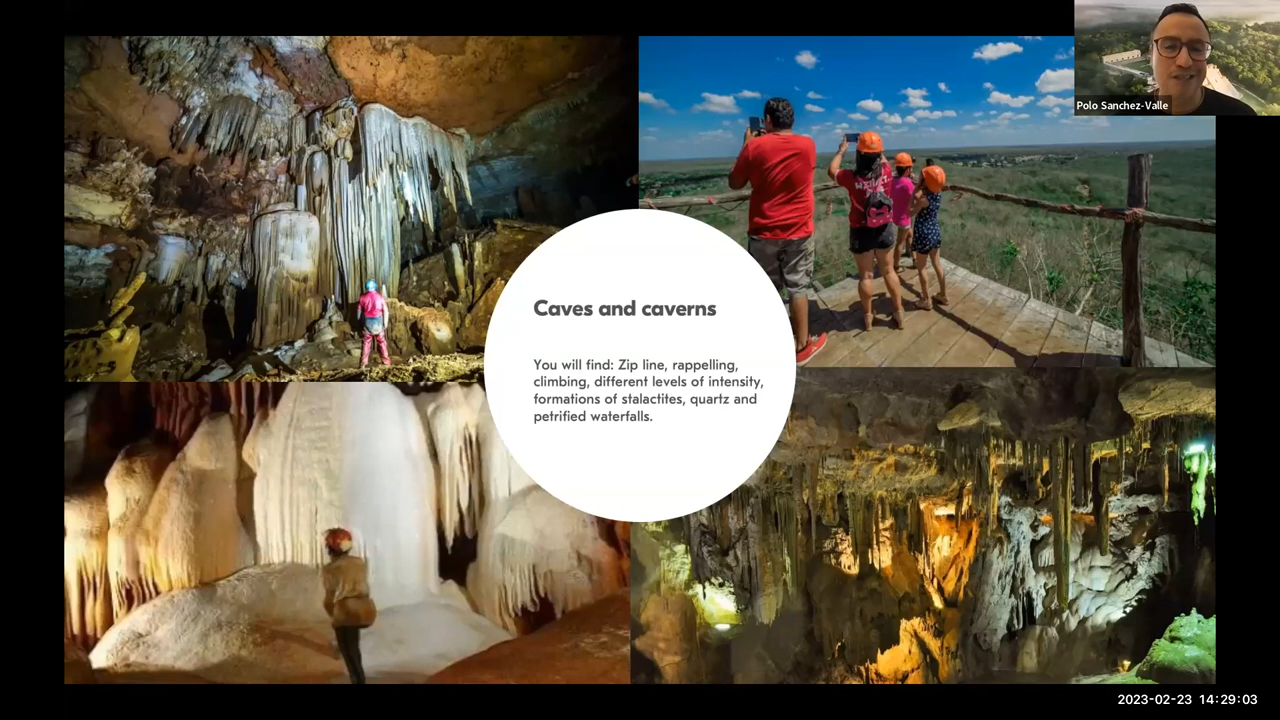 Polo Sanchez-Valle
Caves and caverns
You will find: Zip line, rappelling,
climbing, different levels of intensity,
formations of stalactites, quartz and
petrified waterfalls.
2023-02-23 14:29:03